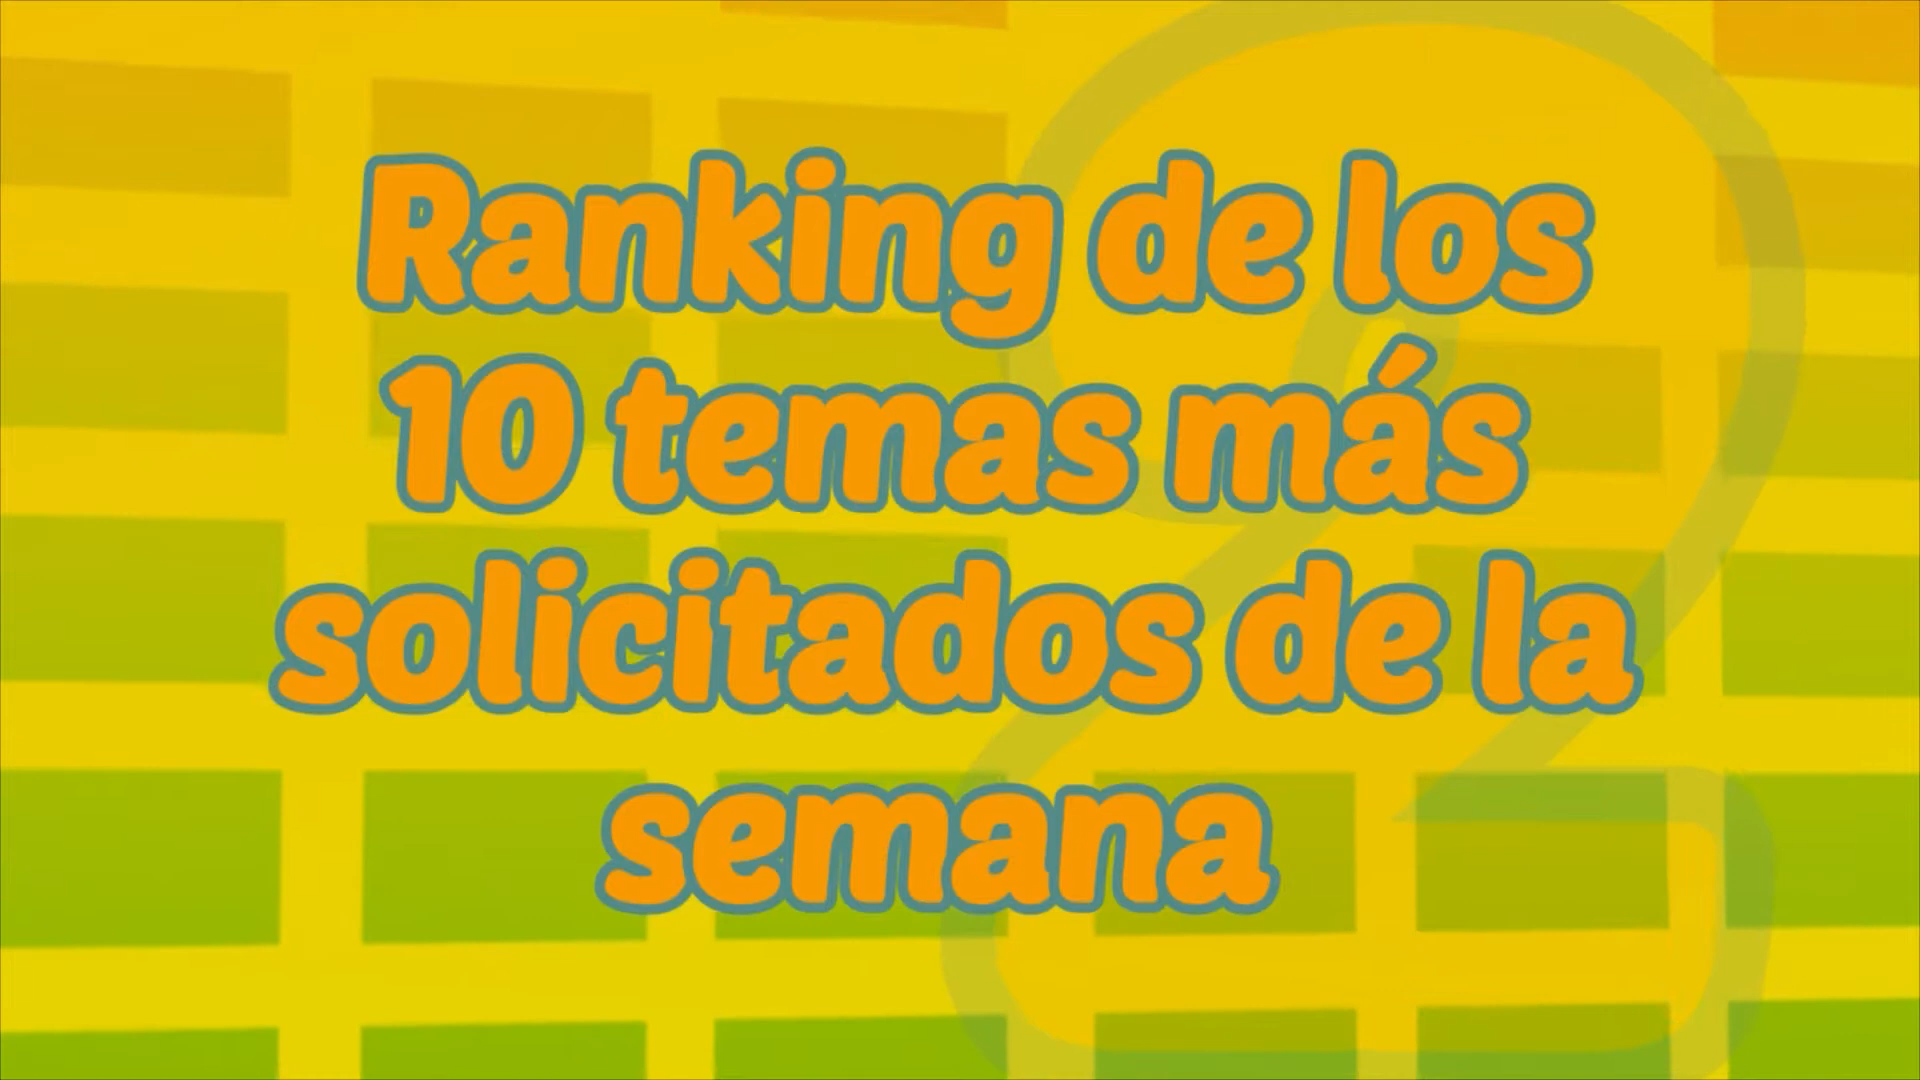 Ranking de los
10 temas más
solicitados de la
semana